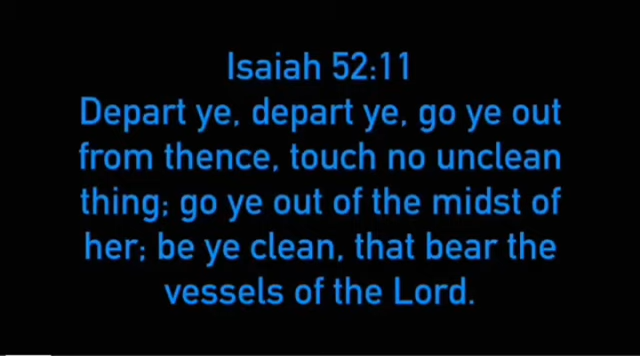 Isaiah 52:11
Depart ye, depart ye, go ye out
from thence, touch no unclean
thing; go ye out of the midst of
her; be ye clean, that bear the
vessels of the Lord.